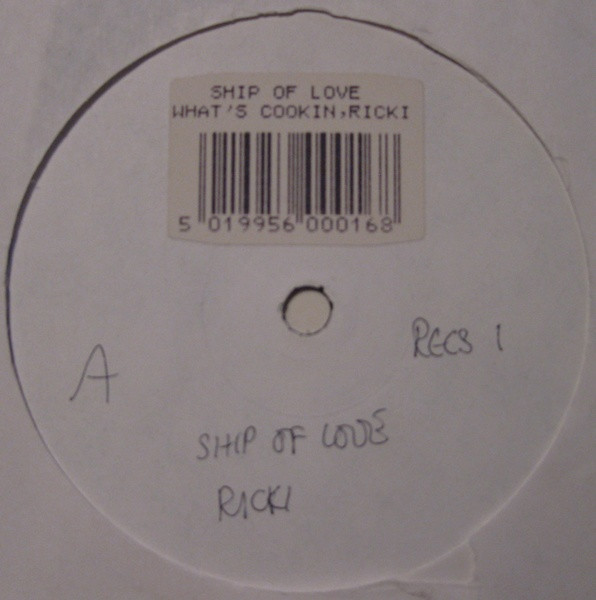 SHIP OF LOVE
WHAT'S COOKIN,RICKI
5 019956 000168
A
RECS 1
SHIP OF LOVE
RICKI